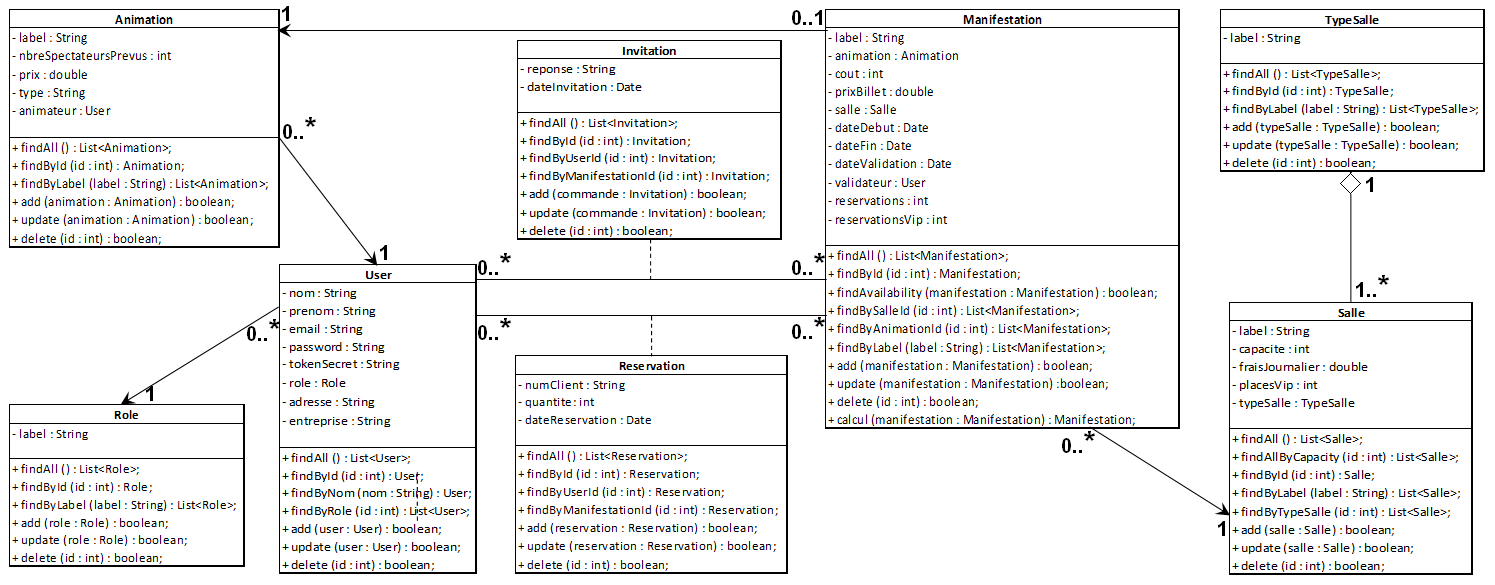 Animation
- label : String
- nbreSpectateursPrevus : int
- prix : double
- type : String
- animateur : User
+ findAll () : List<Animation>;
+ findById (id : int) : Animation;
+ findByLabel (label : String) : List<Animation>;
+ add (animation : Animation) : boolean;
+ update (animation : Animation) : boolean;
+ delete (id : int) : boolean;
1
0..1
0..*
1
Invitation
- reponse : String
- dateInvitation : Date
+ findAll () : List<Invitation>;
+ findById (id : int) : Invitation;
+ findByUserId (id : int) : Invitation;
+ findByManifestationId (id : int) : Invitation;
+ add (commande : Invitation) : boolean;
+ update (commande : Invitation) : boolean;
+ delete (id : int) : boolean;
Manifestation
- label : String
- animation : Animation
- cout : int
- prixBillet : double
- salle : Salle
- dateDebut : Date
- dateFin : Date
- dateValidation : Date
- validateur : User
- reservations : int
- reservationsVip : int
+ findAll () : List<Manifestation>;
+ findById (id : int) : Manifestation;
+ findAvailability (manifestation : Manifestation) : boolean;
+ findBySalleId (id : int) : List<Manifestation>;
+ findByAnimationId (id : int) : List<Manifestation>;
+ findByLabel (label : String) : List<Manifestation>;
+ add (manifestation : Manifestation) : boolean;
+ update (manifestation : Manifestation) :boolean;
+ delete (id : int) : boolean;
+ calcul (manifestation : Manifestation) : Manifestation;
TypeSalle
- label : String
+ findAll () : List<TypeSalle>;
+ findById (id : int) : TypeSalle;
+ findByLabel (label : String) : List<TypeSalle>;
+ add (typeSalle : TypeSalle) : boolean;
+ update (typeSalle : TypeSalle) : boolean;
+ delete (id : int) : boolean;
1
1..*
User
- nom : String
- prenom : String
- email : String
- password : String
- tokenSecret : String
- role : Role
- adresse : String
- entreprise : String
+ findAll () : List<User>;
+ findById (id : int) : User;
+ findByNom (nom : String) : User;
+ findByRole (id : int) : List<User>;
+ add (user : User) : boolean;
+ update (user : User) : boolean;
+ delete (id : int) : boolean;
0..*
0..*
0..*
0..*
0..*
1
Role
- label : String
+ findAll () : List<Role>;
+ findById (id : int) : Role;
+ findByLabel (label : String) : List<Role>;
+ add (role : Role) : boolean;
+ update (role : Role) : boolean;
+ delete (id : int) : boolean;
Reservation
- numClient : String
- quantite : int
- dateReservation : Date
+ findAll () : List<Reservation>;
+ findById (id : int) : Reservation;
+ findByUserId (id : int) : Reservation;
+ findByManifestationId (id : int) : Reservation;
+ add (reservation : Reservation) : boolean;
+ update (reservation : Reservation) : boolean;
+ delete (id : int) : boolean;
0..*
1
Salle
- label : String
- capacite : int
- fraisJournalier : double
- placesVip : int
- typeSalle : TypeSalle
+ findAll () : List<Salle>;
+ findAllByCapacity (id : int) : List<Salle>;
+ findById (id : int) : Salle;
+ findByLabel (label : String) : List<Salle>;
+ findByTypeSalle (id : int) : List<Salle>;
+ add (salle : Salle) : boolean;
+ update (salle : Salle) : boolean;
+ delete (id : int) : boolean;